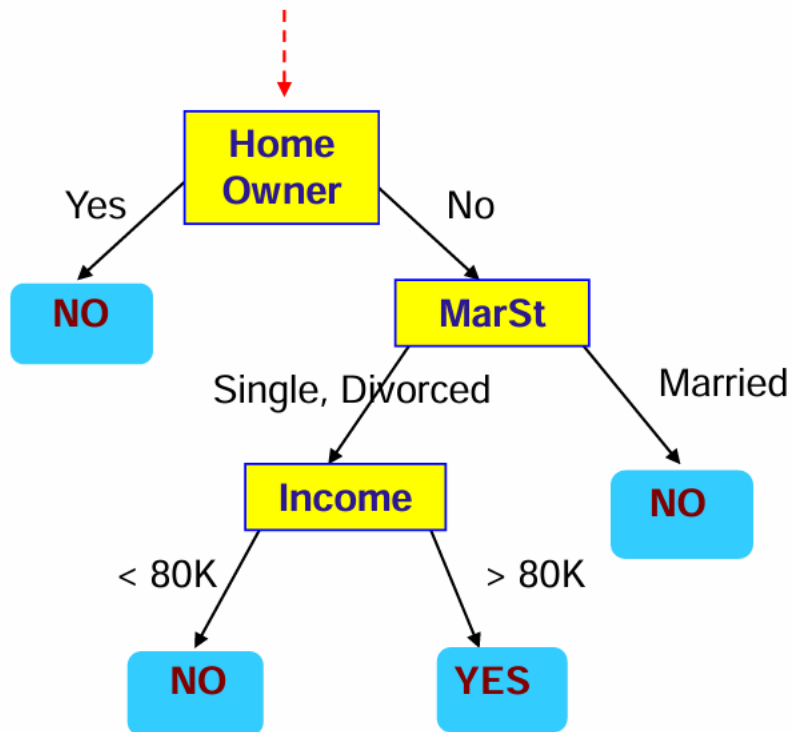 Home
Owner
Yes
No
NO
MarSt
Single, Divorced
Married
Income
NO
< 80K
> 80K
NO
YES